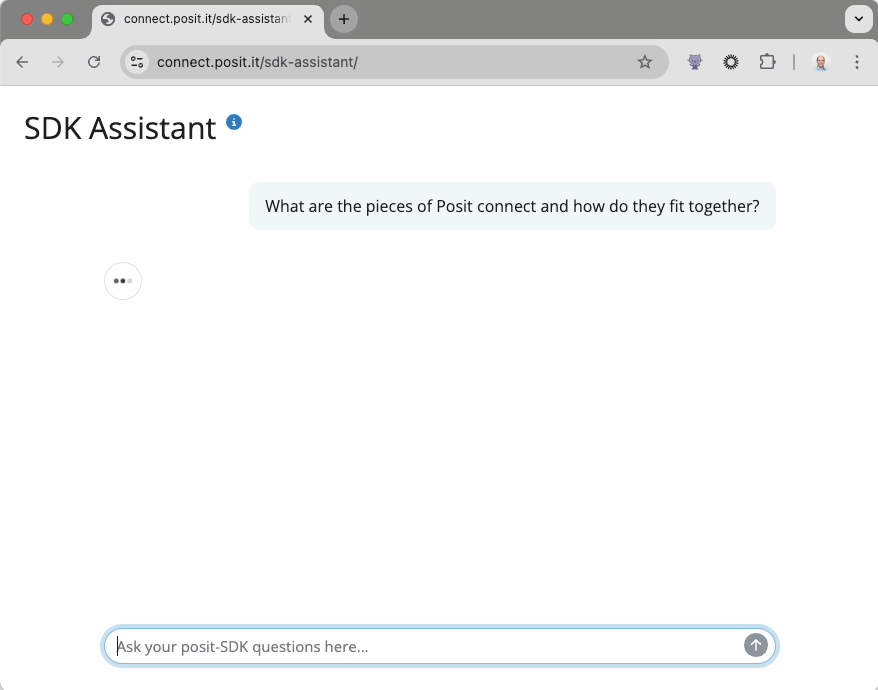 connect.posit.it/sdk-assistant
connect.posit.it/sdk-assistant/
SDK Assistant
What are the pieces of Posit connect and how do they fit together?
Ask your posit-SDK questions here...